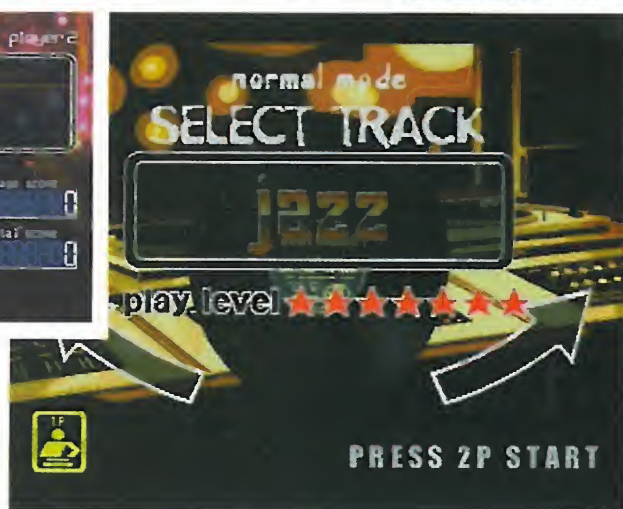 player2
normal mode
SELECT TRACK
jazz
play level
1P
PRESS 2P START